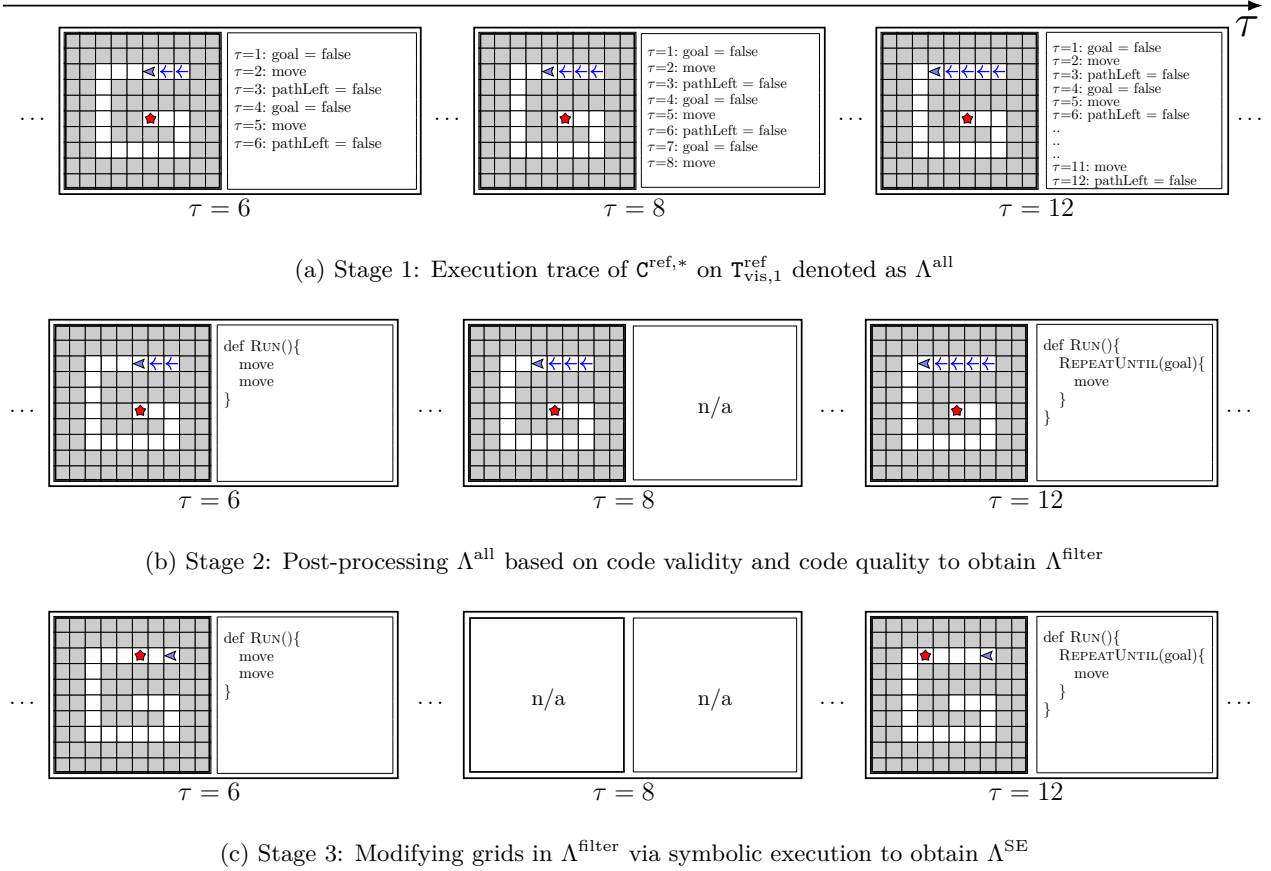 τ
τ=1: goal = false
τ=2: move
τ=3: pathLeft = false
τ=4: goal = false
τ=5: move
τ=6: pathLeft = false
τ=1: goal = false
τ=2: move
τ=3: pathLeft = false
τ=4: goal = false
τ=5: move
τ=6: pathLeft = false
τ=7: goal = false
τ=8: move
τ=1: goal = false
τ=2: move
τ=3: pathLeft = false
τ=4: goal = false
τ=5: move
τ=6: pathLeft = false
..
..
..
τ=11: move
τ=12: pathLeft = false
... ... ... ...
τ = 6 τ = 8 τ = 12
(a) Stage 1: Execution trace of C^{ref,*} on T^{ref}_{vis,1} denoted as Λ^{all}
def RUN(){
move
move
}
n/a
def RUN(){
REPEATUNTIL(goal){
move
}
}
... ... ... ...
τ = 6 τ = 8 τ = 12
(b) Stage 2: Post-processing Λ^{all} based on code validity and code quality to obtain Λ^{filter}
def RUN(){
move
move
}
n/a n/a
def RUN(){
REPEATUNTIL(goal){
move
}
}
... ... ... ...
τ = 6 τ = 8 τ = 12
(c) Stage 3: Modifying grids in Λ^{filter} via symbolic execution to obtain Λ^{SE}